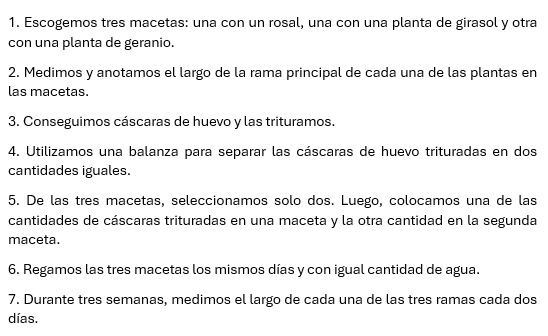 1. Escogemos tres macetas: una con un rosal, una con una planta de girasol y otra
con una planta de geranio.
2. Medimos y anotamos el largo de la rama principal de cada una de las plantas en
las macetas.
3. Conseguimos cáscaras de huevo y las trituramos.
4. Utilizamos una balanza para separar las cáscaras de huevo trituradas en dos
cantidades iguales.
5. De las tres macetas, seleccionamos solo dos. Luego, colocamos una de las
cantidades de cáscaras trituradas en una maceta y la otra cantidad en la segunda
maceta.
6. Regamos las tres macetas los mismos días y con igual cantidad de agua.
7. Durante tres semanas, medimos el largo de cada una de las tres ramas cada dos
días.